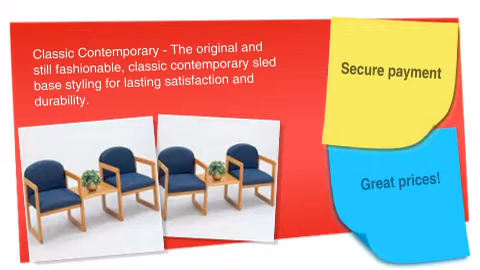 Classic Contemporary - The original and
still fashionable, classic contemporary sled
base styling for lasting satisfaction and
durability.
Secure payment
Great prices!